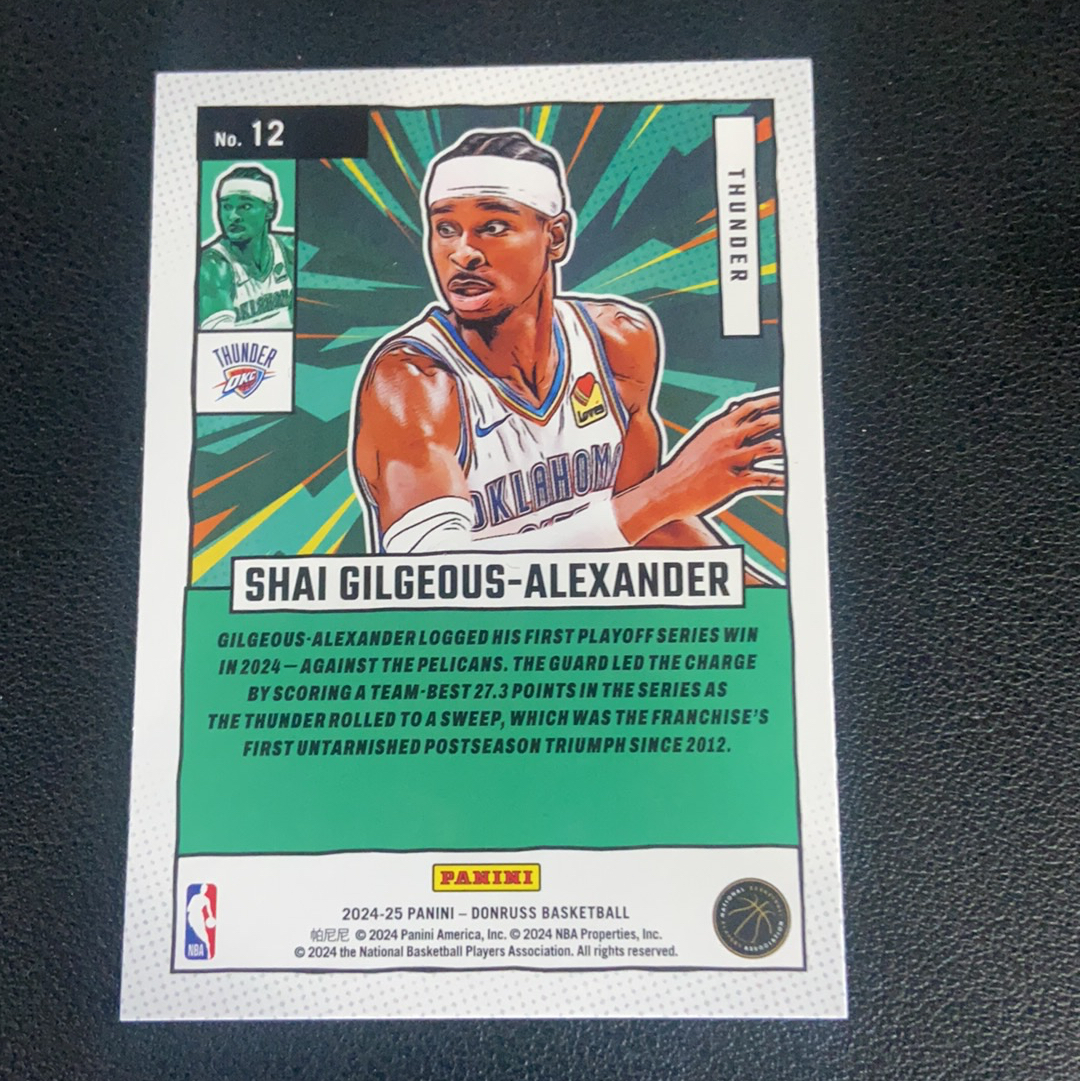 No. 12
THUNDER
THUNDER
OKC
OKLAHOM
SHAI GILGEOUS-ALEXANDER
GILGEOUS-ALEXANDER LOGGED HIS FIRST PLAYOFF SERIES WIN
IN 2024—AGAINST THE PELICANS. THE GUARD LED THE CHARGE
BY SCORING A TEAM-BEST 27.3 POINTS IN THE SERIES AS
THE THUNDER ROLLED TO A SWEEP, WHICH WAS THE FRANCHISE'S
FIRST UNTARNISHED POSTSEASON TRIUMPH SINCE 2012.
PANINI
2024-25 PANINI – DONRUSS BASKETBALL
帕尼尼 © 2024 Panini America, Inc. © 2024 NBA Properties, Inc.
© 2024 the National Basketball Players Association. All rights reserved.
NBA
NATIONAL BASKETBALL
ASSOCIATION